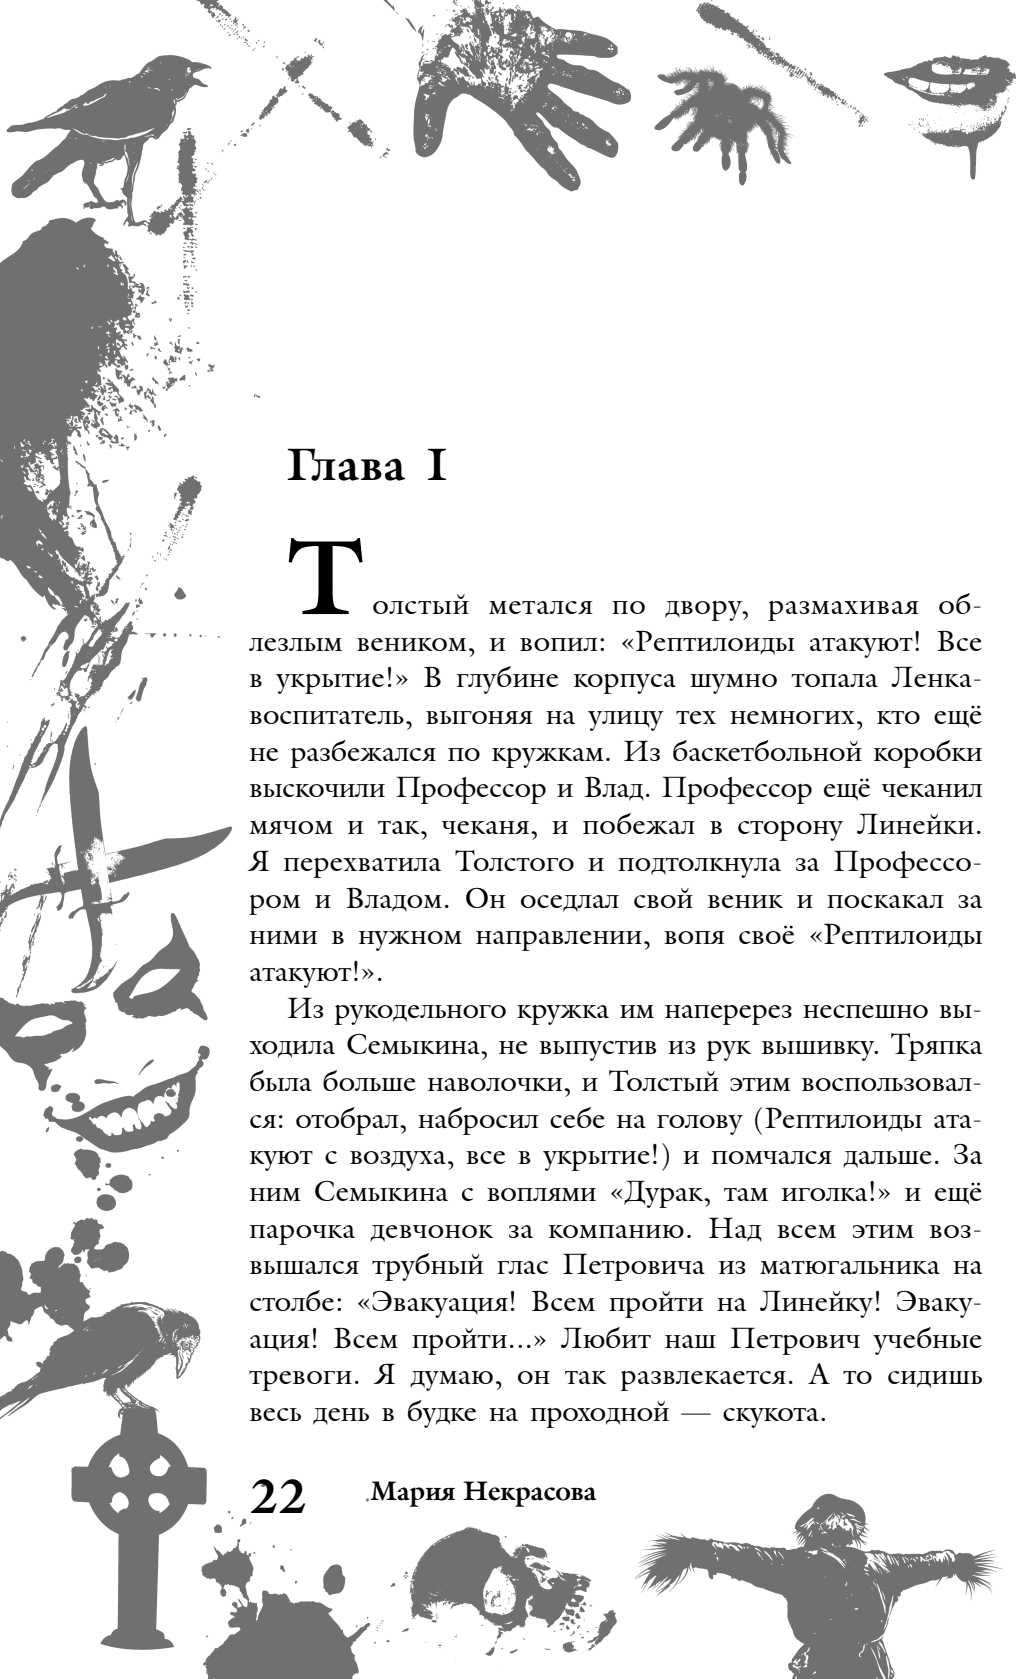 Глава I
Толстый метался по двору, размахивая об-
лезлым веником, и вопил: «Рептилоиды атакуют! Все
в укрытие!» В глубине корпуса шумно топала Ленка-
воспитатель, выгоняя на улицу тех немногих, кто ещё
не разбежался по кружкам. Из баскетбольной коробки
выскочили Профессор и Влад. Профессор ещё чеканил
мячом и так, чеканя, и побежал в сторону Линейки.
Я перехватила Толстого и подтолкнула за Профессо-
ром и Владом. Он оседлал свой веник и поскакал за
ними в нужном направлении, вопя своё «Рептилоиды
атакуют!».
Из рукодельного кружка им наперерез неспешно вы-
ходила Семыкина, не выпустив из рук вышивку. Тряпка
была больше наволочки, и Толстый этим воспользовал-
ся: отобрал, набросил себе на голову (Рептилоиды ата-
куют с воздуха, все в укрытие!) и помчался дальше. За
ним Семыкина с воплями «Дурак, там иголка!» и ещё
парочка девчонок за компанию. Над всем этим воз-
вышался трубный глас Петровича из матюгальника на
столбе: «Эвакуация! Всем пройти на Линейку! Эваку-
ация! Всем пройти...» Любит наш Петрович учебные
тревоги. Я думаю, он так развлекается. А то сидишь
весь день в будке на проходной — скукота.
22 Мария Некрасова